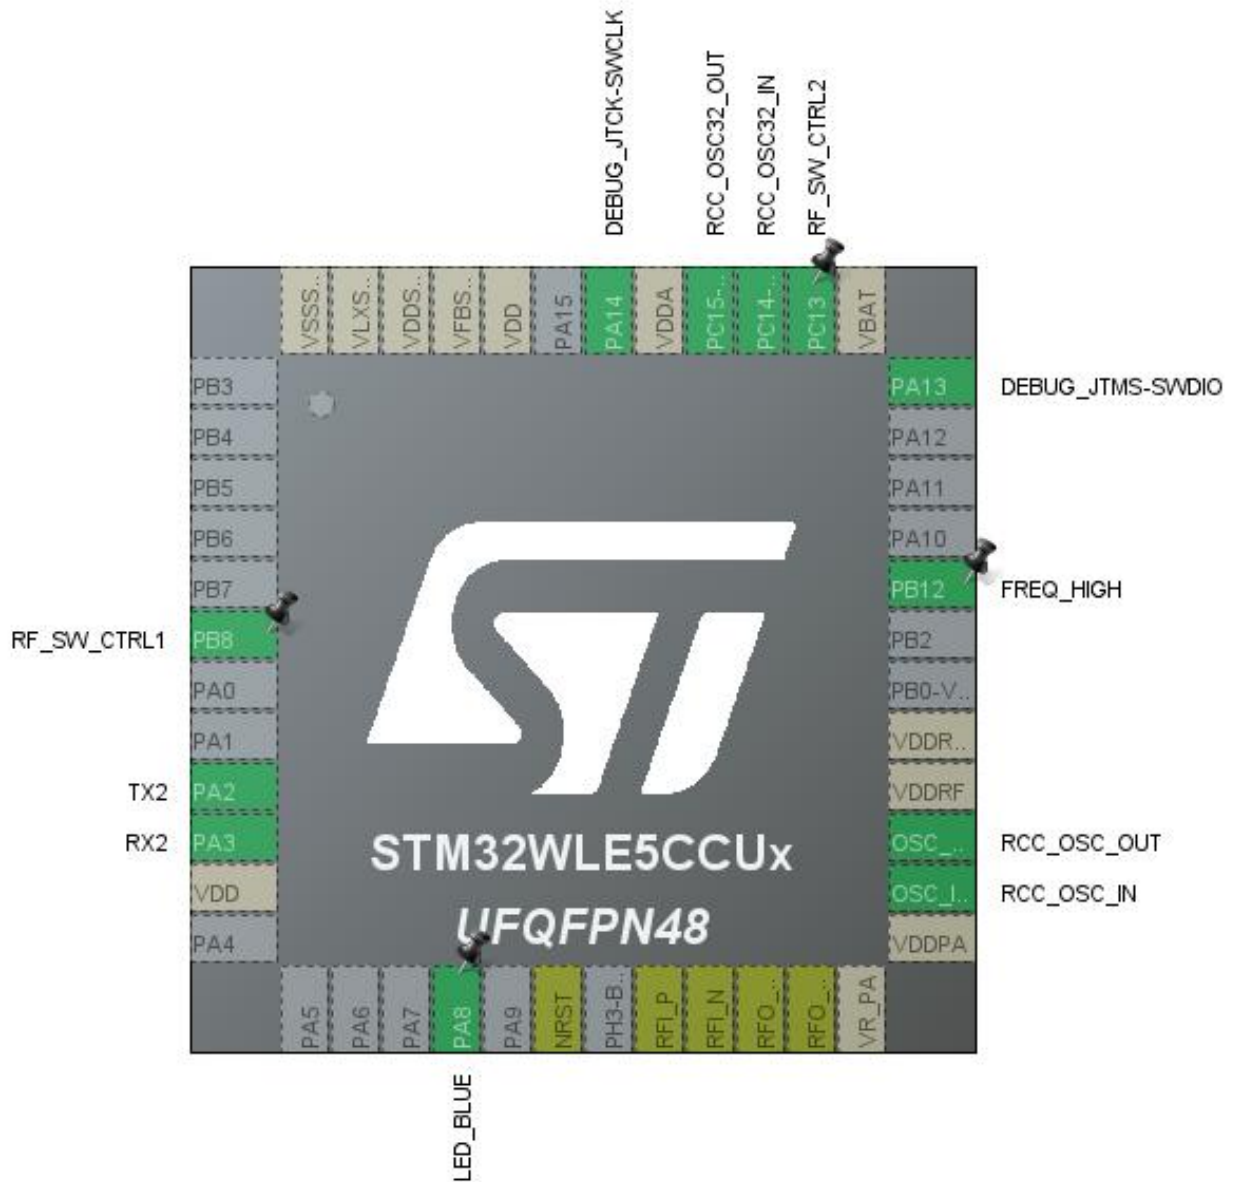 DEBUG_JTCK-SWCLK
RCC_OSC32_OUT
RCC_OSC32_IN
RF_SW_CTRL2
VSSS..
VLXS..
VDDS..
VFBS..
VDD
PA15
PA14
VDDA
PC15-..
PC14-..
PC13
VBAT
PB3
PB4
PB5
PB6
PB7
RF_SW_CTRL1 PB8
PA0
PA1
TX2 PA2
RX2 PA3
VDD
PA4
PA13 DEBUG_JTMS-SWDIO
PA12
PA11
PA10
PB12 FREQ_HIGH
PB2
PB0-V..
VDDR..
VDDRF
OSC_.. RCC_OSC_OUT
OSC_I.. RCC_OSC_IN
VDDPA
ST
STM32WLE5CCUx
UFQFPN48
PA5
PA6
PA7
PA8
PA9
NRST
PH3-B..
RFI_P
RFI_N
RFO_..
RFO_..
VR_PA
LED_BLUE